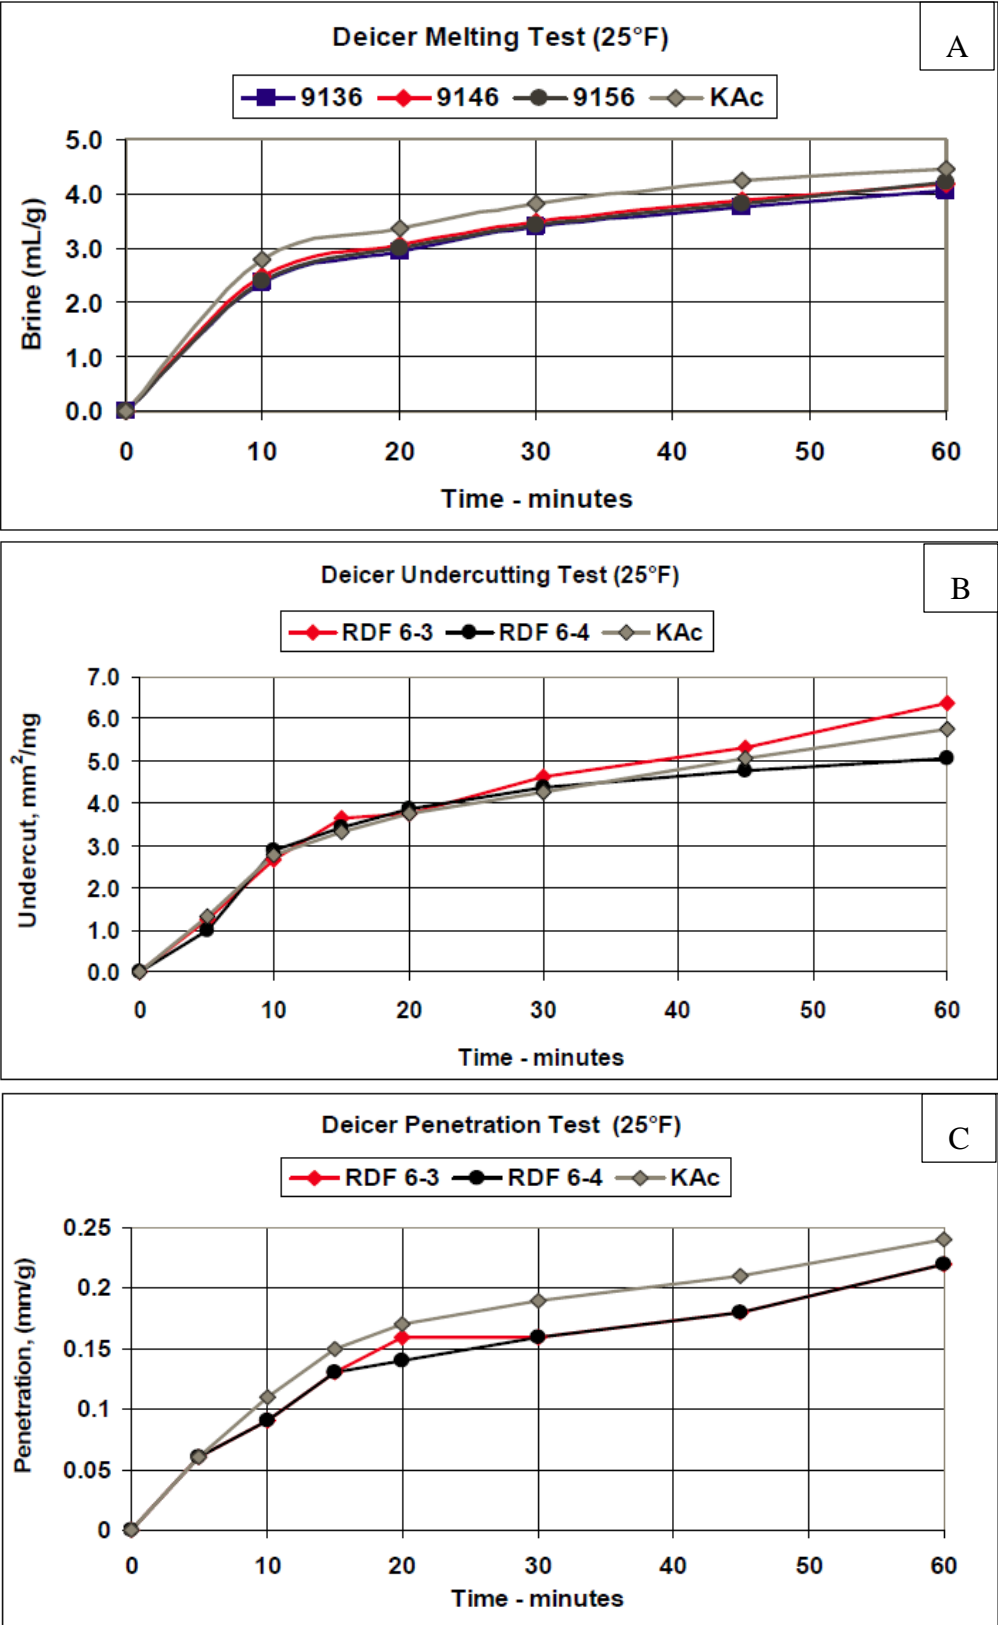 Deicer Melting Test (25°F)
A
9136 9146 9156 KAc
5.0
4.0
3.0
2.0
1.0
0.0
Brine (mL/g)
0 10 20 30 40 50 60
Time - minutes
Deicer Undercutting Test (25°F)
B
RDF 6-3 RDF 6-4 KAc
7.0
6.0
5.0
4.0
3.0
2.0
1.0
0.0
Undercut, mm²/mg
0 10 20 30 40 50 60
Time - minutes
Deicer Penetration Test (25°F)
C
RDF 6-3 RDF 6-4 KAc
0.25
0.2
0.15
0.1
0.05
0
Penetration, (mm/g)
0 10 20 30 40 50 60
Time - minutes